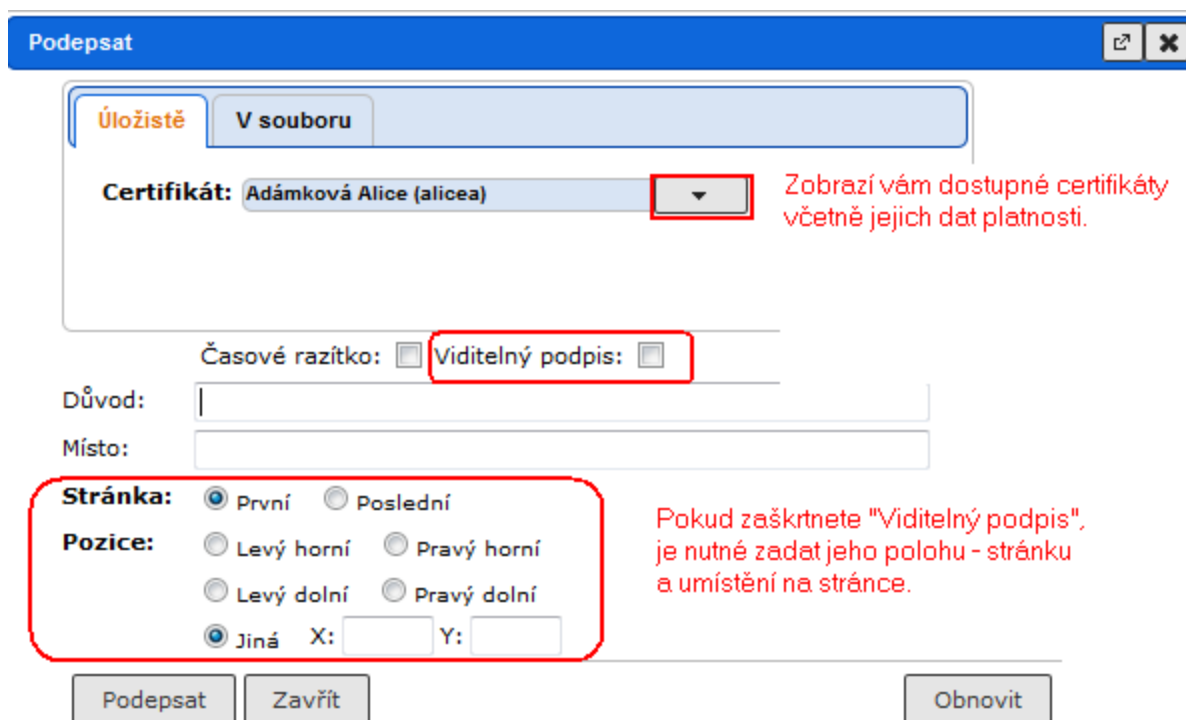 Podepsat
Úložistě
V souboru
Certifikát: Adámková Alice (alicea)
Zobrazí vám dostupné certifikáty
včetně jejich dat platnosti.
Časové razítko: Viditelný podpis:
Důvod:
Místo:
Stránka: První Poslední
Pozice: Levý horní Pravý horní
Levý dolní Pravý dolní
Jiná X: Y:
Pokud zaškrtnete "Viditelný podpis",
je nutné zadat jeho polohu - stránku
a umístění na stránce.
Podepsat Zavřít Obnovit